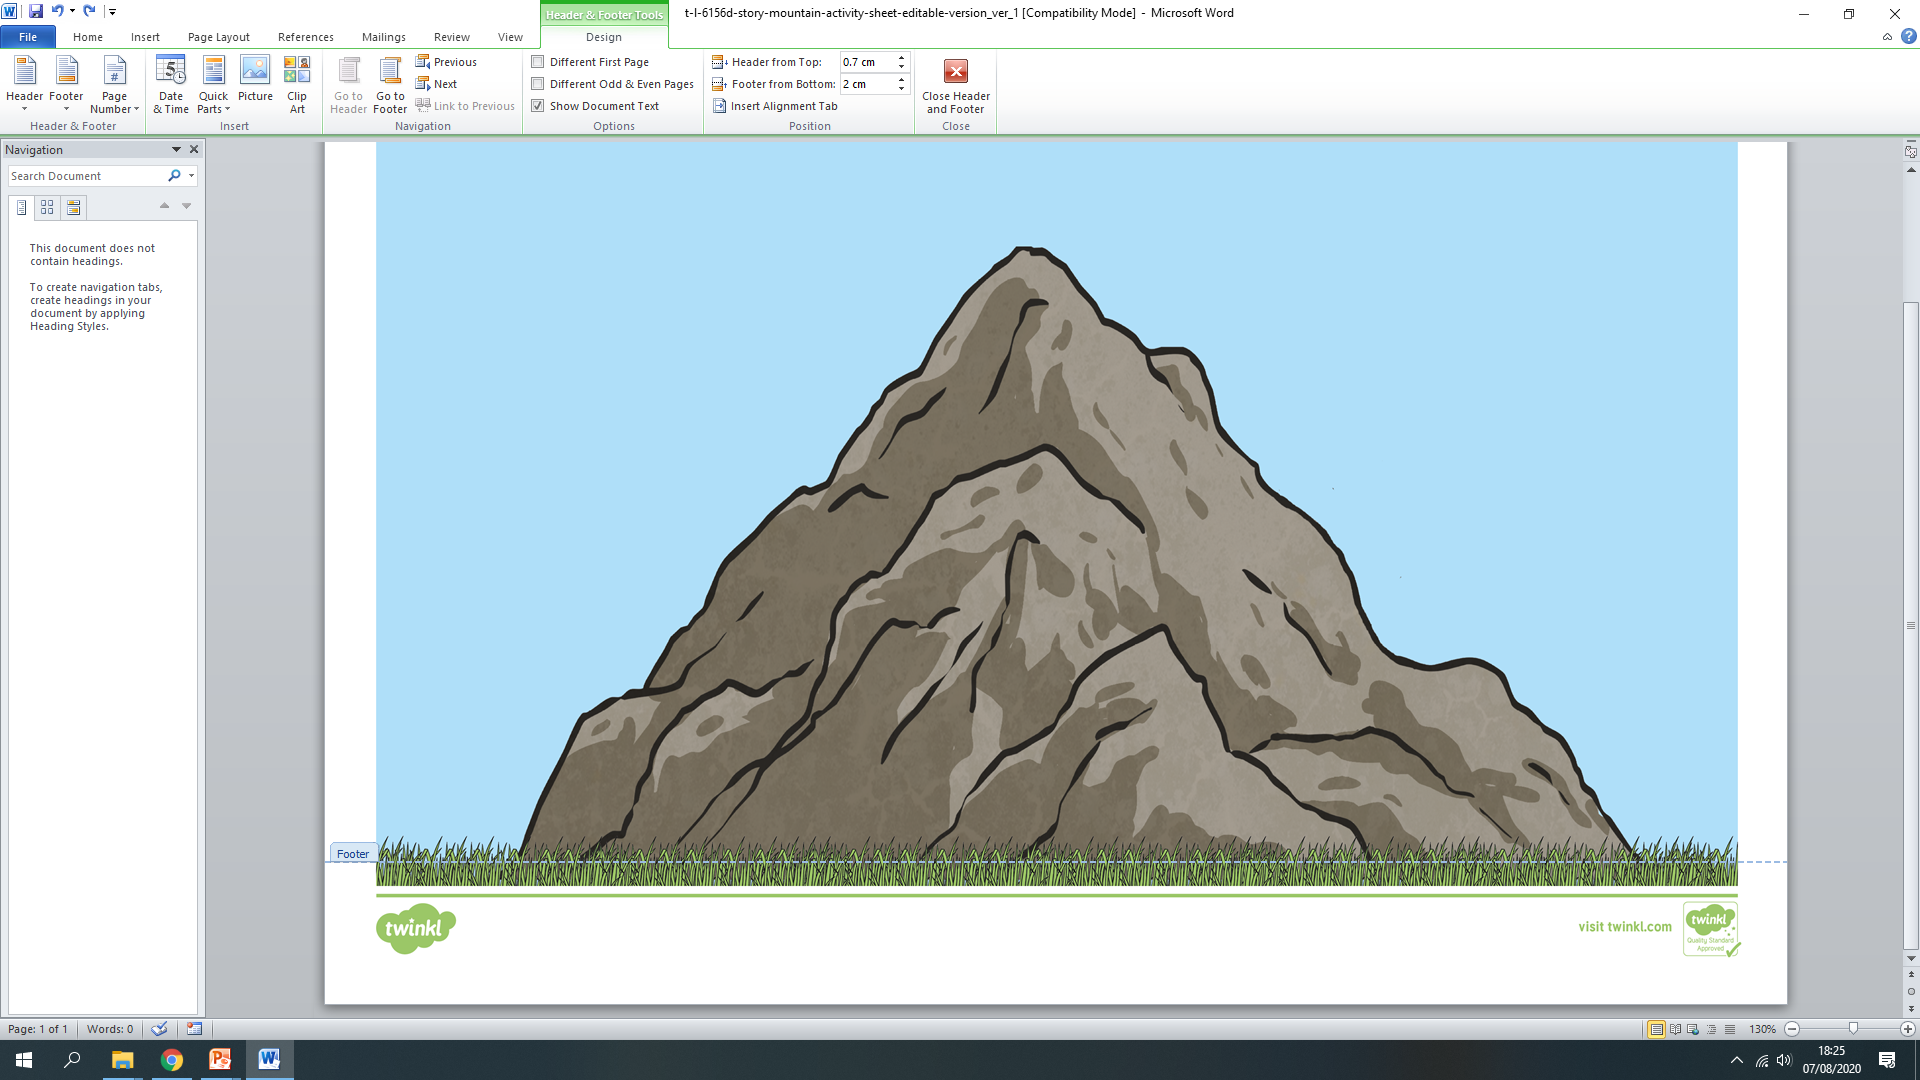 Header & Footer Tools
t-l-6156d-story-mountain-activity-sheet-editable-version_ver_1 [Compatibility Mode] - Microsoft Word
File Home Insert Page Layout References Mailings Review View Design
Header
Footer
Page Number
Header & Footer
Date & Time
Quick Parts
Picture
Clip Art
Insert
Go to Header
Go to Footer
Previous
Next
Link to Previous
Navigation
Different First Page
Different Odd & Even Pages
Show Document Text
Options
Header from Top: 0.7 cm
Footer from Bottom: 2 cm
Insert Alignment Tab
Position
Close Header and Footer
Close
Navigation
Search Document
This document does not
contain headings.
To create navigation tabs,
create headings in your
document by applying
Heading Styles.
Footer
twinkl
visit twinkl.com
twinkl
Quality Standard
Approved
Page: 1 of 1 Words: 0
130%
18:25
07/08/2020